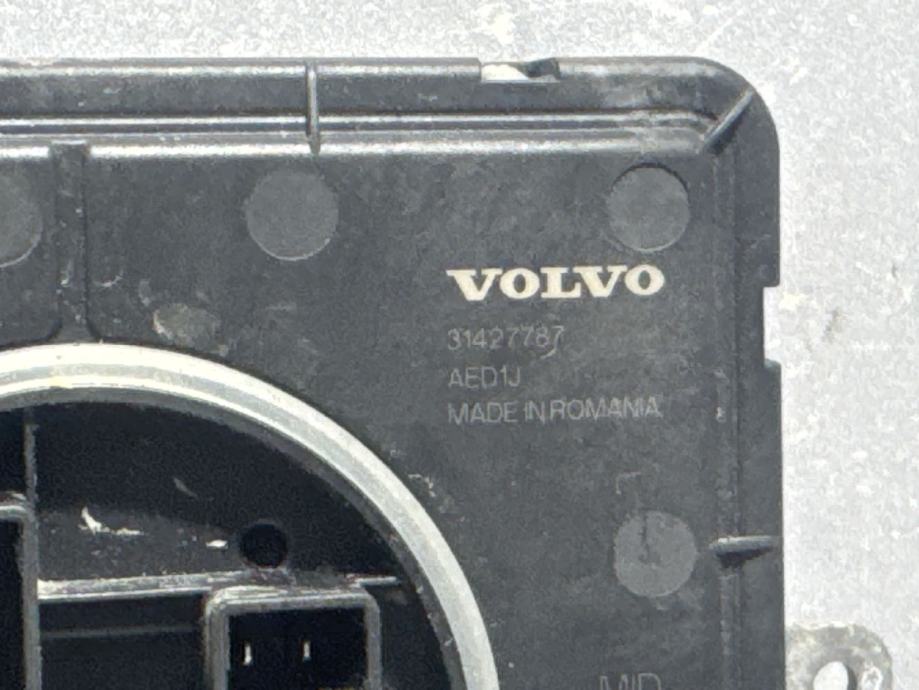 VOLVO
31427787
AED1J
MADE IN ROMANIA